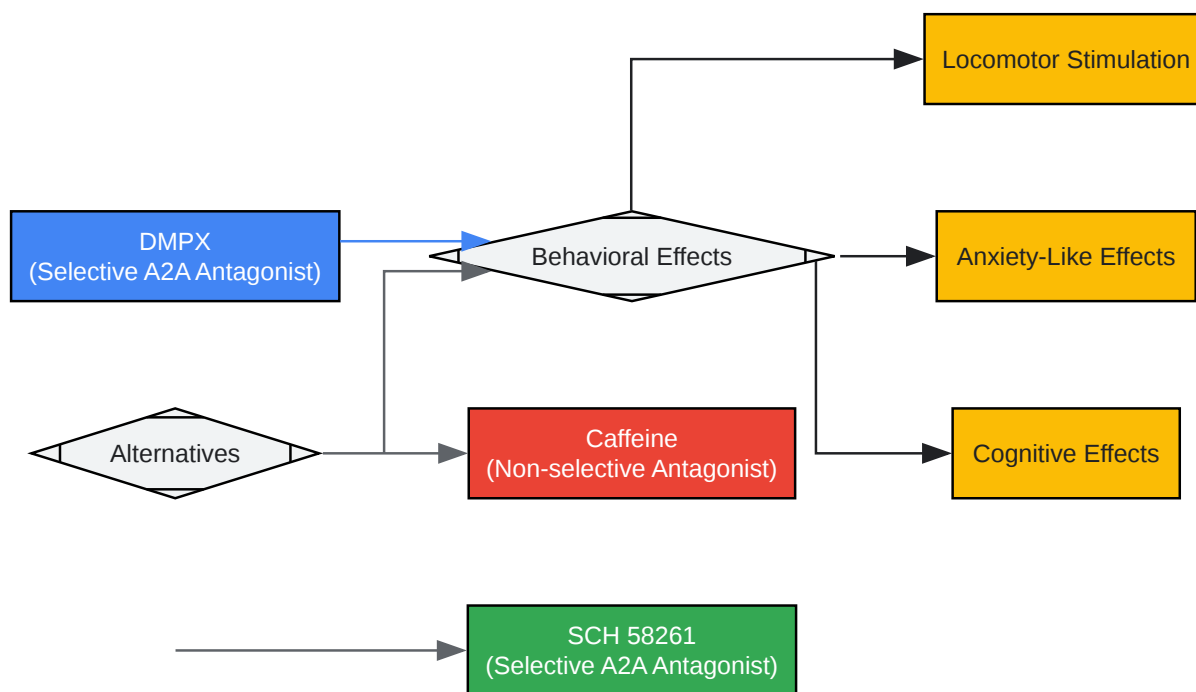 Locomotor Stimulation
DMPX
(Selective A2A Antagonist)
Behavioral Effects
Anxiety-Like Effects
Alternatives
Caffeine
(Non-selective Antagonist)
Cognitive Effects
SCH 58261
(Selective A2A Antagonist)